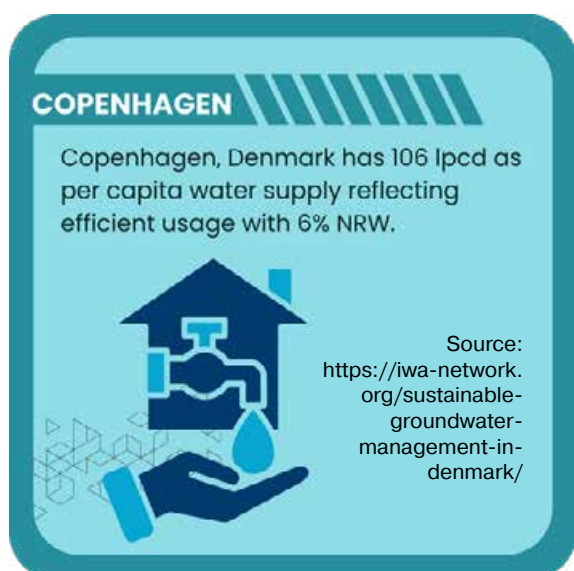 COPENHAGEN
Copenhagen, Denmark has 106 lpcd as
per capita water supply reflecting
efficient usage with 6% NRW.
Source:
https://iwa-network.
org/sustainable-
groundwater-
management-in-
denmark/